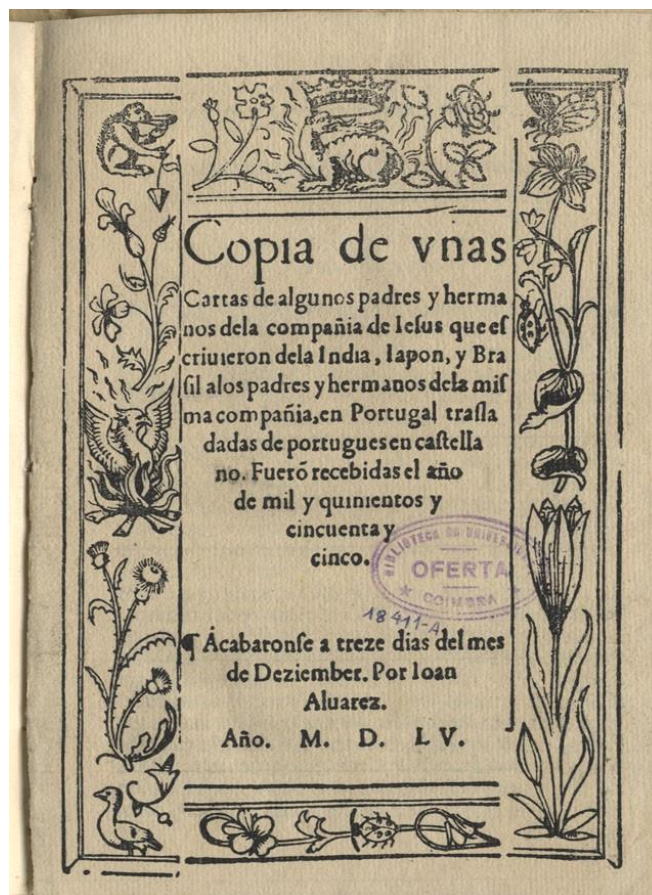 Copia de vnas
Cartas de algunos padres y herma
nos dela compañia de Iesus que eſ
criuieron dela India, Iapon, y Bra
ſil alos padres y hermanos dela miſ
ma compañia, en Portugal traſla
dadas de portugues en caſtella
no. Fuerõ recebidas el año
de mil y quinientos y
cincuenta y
cinco.
BIBLIOTECA DA UNIVERSIDADE
OFERTA
COIMBRA
18411-A
¶ Acabaronſe a treze dias del mes
de Deziember. Por Ioan
Aluarez.
Año. M. D. L V.